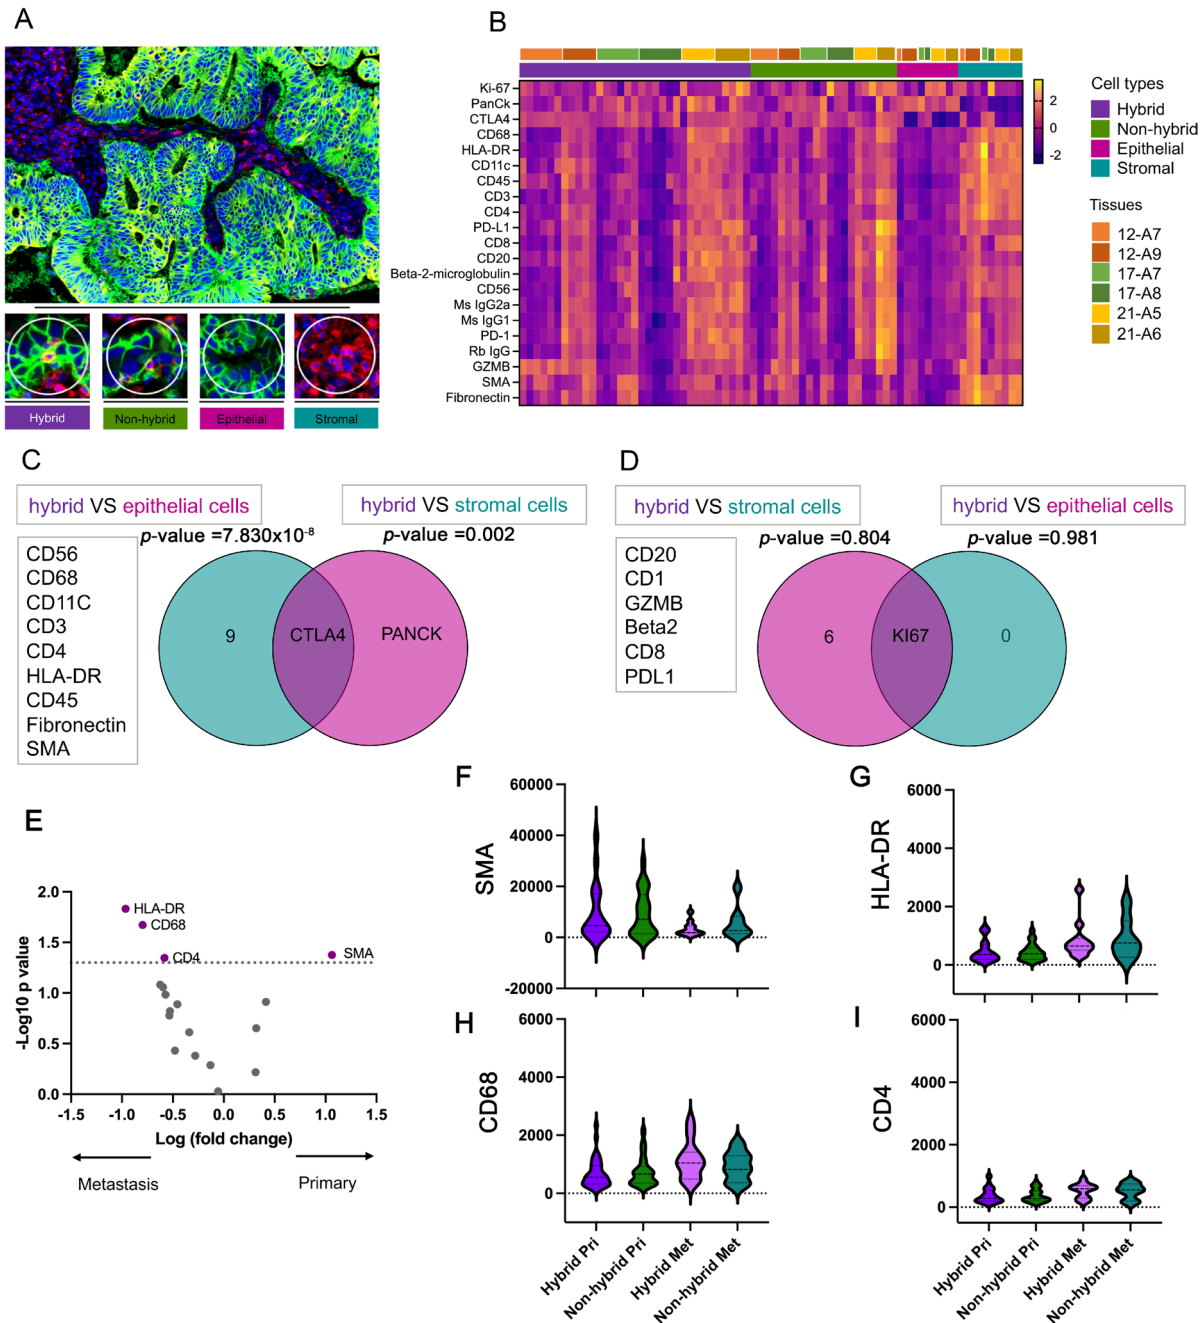 A
Hybrid
Non-hybrid
Epithelial
Stromal
B
Ki-67
PanCk
CTLA4
CD68
HLA-DR
CD11c
CD45
CD3
CD4
PD-L1
CD8
CD20
Beta-2-microglobulin
CD56
Ms IgG2a
Ms IgG1
PD-1
Rb IgG
GZMB
SMA
Fibronectin
2
0
-2
Cell types
Hybrid
Non-hybrid
Epithelial
Stromal
Tissues
12-A7
12-A9
17-A7
17-A8
21-A5
21-A6
C
hybrid VS epithelial cells
hybrid VS stromal cells
p-value =7.830x10⁻⁸
p-value =0.002
CD56
CD68
CD11C
CD3
CD4
HLA-DR
CD45
Fibronectin
SMA
9
CTLA4
PANCK
D
hybrid VS stromal cells
hybrid VS epithelial cells
p-value =0.804
p-value =0.981
CD20
CD1
GZMB
Beta2
CD8
PDL1
6
KI67
0
E
-Log10 p value
2.0
1.5
1.0
0.5
0.0
HLA-DR
CD68
CD4
SMA
-1.5 -1.0 -0.5 0.0 0.5 1.0 1.5
Log (fold change)
Metastasis
Primary
F
SMA
60000
40000
20000
0
-20000
G
HLA-DR
6000
4000
2000
0
H
CD68
6000
4000
2000
0
Hybrid Pri
Non-hybrid Pri
Hybrid Met
Non-hybrid Met
I
CD4
6000
4000
2000
0
Hybrid Pri
Non-hybrid Pri
Hybrid Met
Non-hybrid Met